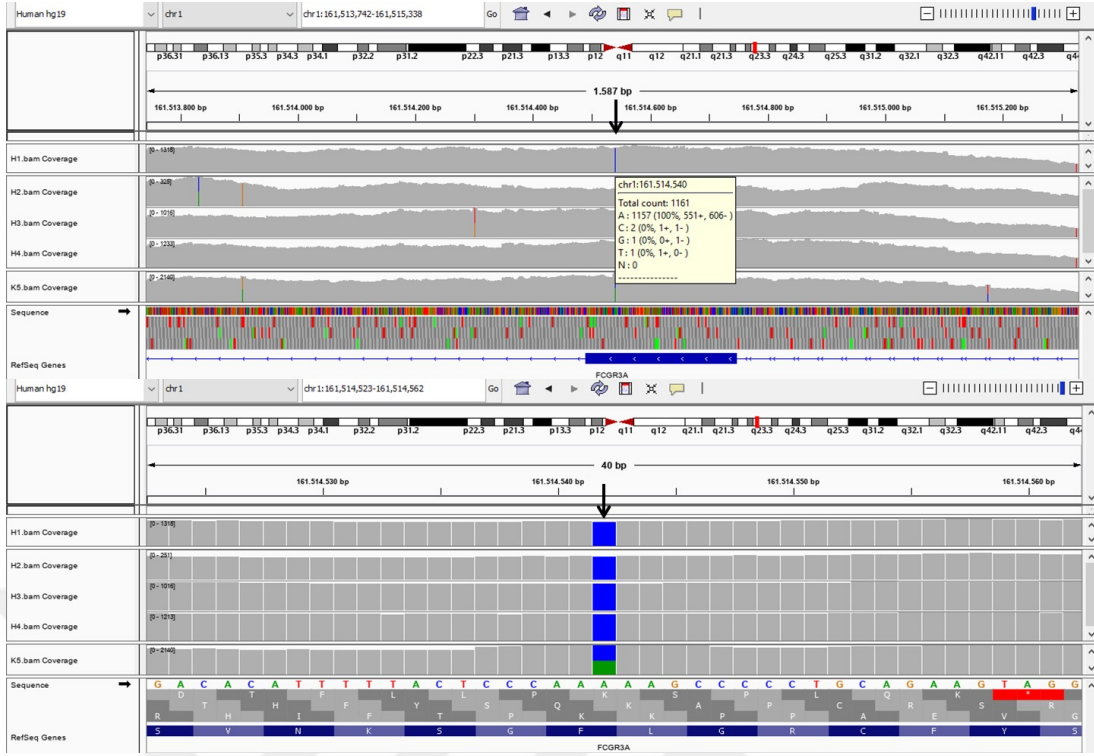 Human hg19 chr1 chr1:161,513,742-161,515,338 Go
p36.31 p36.13 p35.3 p34.3 p34.1 p32.2 p31.2 p22.3 p21.3 p13.3 p12 q11 q12 q21.1 q21.3 q23.3 q24.3 q25.3 q31.2 q32.1 q32.3 q42.11 q42.3 q44
1.587 bp
161.513.800 bp 161.514.000 bp 161.514.200 bp 161.514.400 bp 161.514.600 bp 161.514.800 bp 161.515.000 bp 161.515.200 bp
H1.bam Coverage [0 - 1318]
H2.bam Coverage [0 - 325]
H3.bam Coverage [0 - 1016]
H4.bam Coverage [0 - 1233]
K5.bam Coverage [0 - 2140]
chr1:161.514.540
Total count: 1161
A : 1157 (100%, 551+, 606- )
C : 2 (0%, 1+, 1- )
G : 1 (0%, 0+, 1- )
T : 1 (0%, 1+, 0- )
N : 0
---------------
Sequence
RefSeq Genes
FCGR3A
Human hg19 chr1 chr1:161,514,523-161,514,562 Go
p36.31 p36.13 p35.3 p34.3 p34.1 p32.2 p31.2 p22.3 p21.3 p13.3 p12 q11 q12 q21.1 q21.3 q23.3 q24.3 q25.3 q31.2 q32.1 q32.3 q42.11 q42.3 q44
40 bp
161.514.530 bp 161.514.540 bp 161.514.550 bp 161.514.560 bp
H1.bam Coverage [0 - 1318]
H2.bam Coverage [0 - 251]
H3.bam Coverage [0 - 1016]
H4.bam Coverage [0 - 1213]
K5.bam Coverage [0 - 2140]
Sequence G A C A C A T T T T T A C T C C C A A A A A G C C C C C T G C A G A A G T A G G
D T F L L P K S P L Q K *
T H F Y S Q K A P C R S R
R H I F T P K K P P A E V G
S V N K S G F L G R C F Y S
RefSeq Genes
FCGR3A